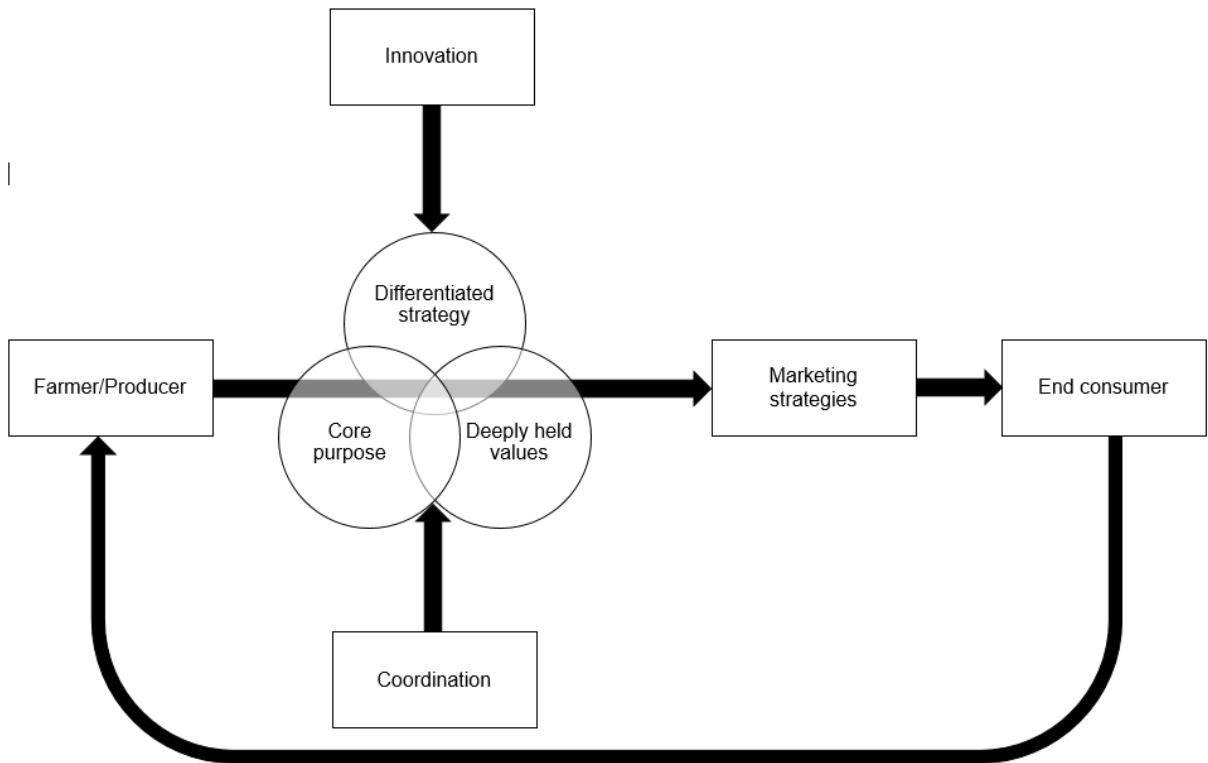 Innovation
Differentiated
strategy
Farmer/Producer
Core
purpose
Deeply held
values
Marketing
strategies
End consumer
Coordination